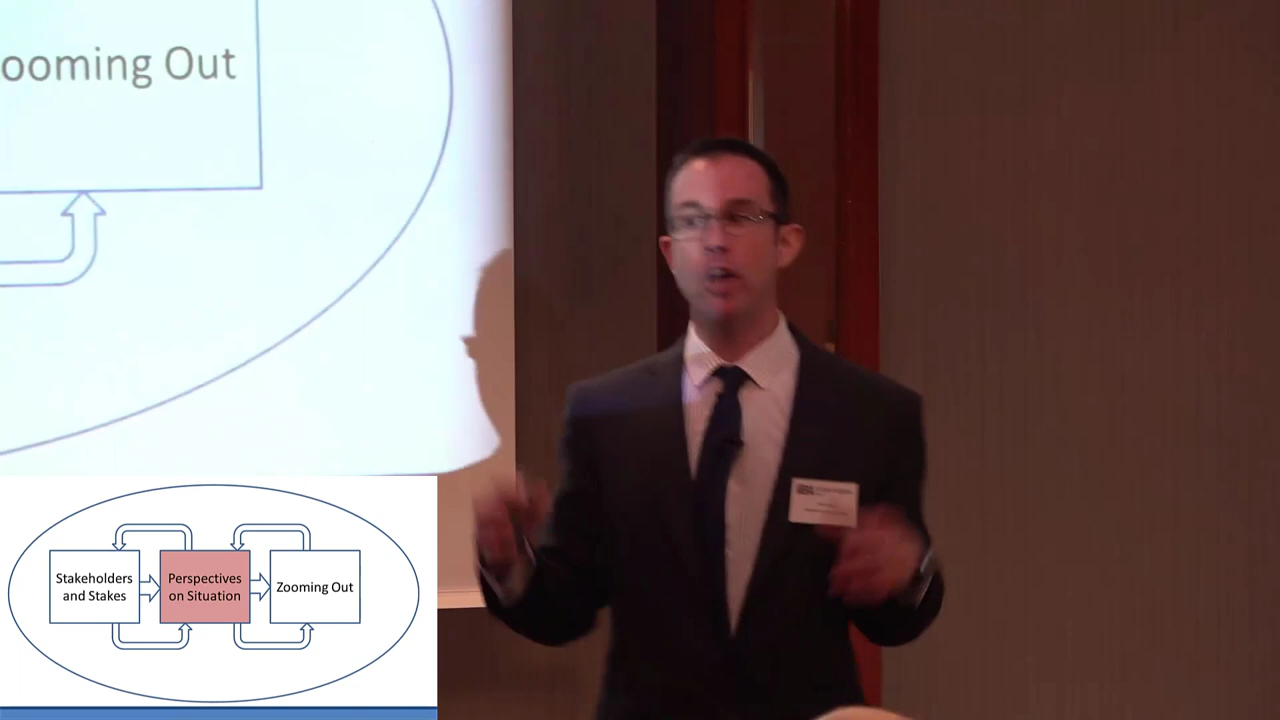 ooming Out
Stakeholders
and Stakes
Perspectives
on Situation
Zooming Out